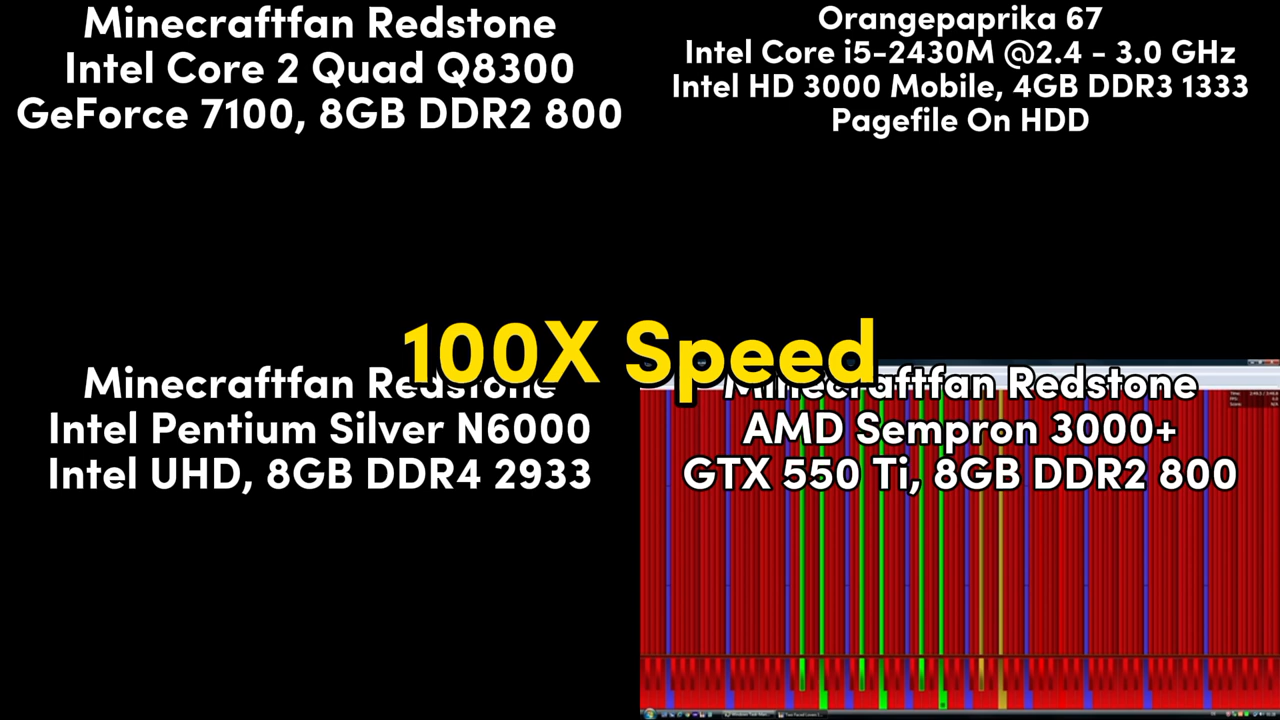 Minecraftfan Redstone
Intel Core 2 Quad Q8300
GeForce 7100, 8GB DDR2 800
Orangepaprika 67
Intel Core i5-2430M @2.4 - 3.0 GHz
Intel HD 3000 Mobile, 4GB DDR3 1333
Pagefile On HDD
100X Speed
Minecraftfan Redstone
Intel Pentium Silver N6000
Intel UHD, 8GB DDR4 2933
Minecraftfan Redstone
AMD Sempron 3000+
GTX 550 Ti, 8GB DDR2 800